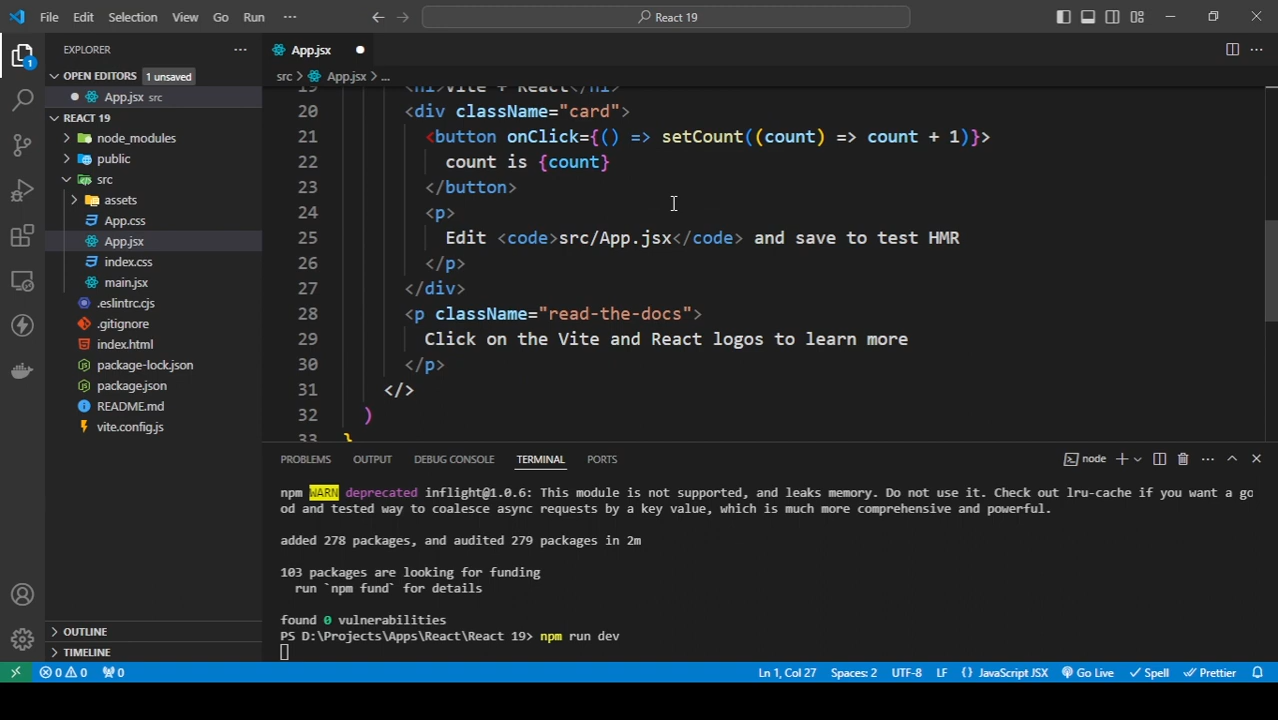 File Edit Selection View Go Run ···
React 19
EXPLORER ···
App.jsx
OPEN EDITORS 1 unsaved
src > App.jsx > ...
App.jsx src
REACT 19
node_modules
public
src
assets
App.css
App.jsx
index.css
main.jsx
.eslintrc.cjs
.gitignore
index.html
package-lock.json
package.json
README.md
vite.config.js
OUTLINE
TIMELINE
19 <h1>Vite + React</h1>
20 <div className="card">
21 <button onClick={() => setCount((count) => count + 1)}>
22 count is {count}
23 </button>
24 <p>
25 Edit <code>src/App.jsx</code> and save to test HMR
26 </p>
27 </div>
28 <p className="read-the-docs">
29 Click on the Vite and React logos to learn more
30 </p>
31 </>
32 )
33 }
PROBLEMS OUTPUT DEBUG CONSOLE TERMINAL PORTS
node
npm WARN deprecated inflight@1.0.6: This module is not supported, and leaks memory. Do not use it. Check out lru-cache if you want a go
od and tested way to coalesce async requests by a key value, which is much more comprehensive and powerful.
added 278 packages, and audited 279 packages in 2m
103 packages are looking for funding
run `npm fund` for details
found 0 vulnerabilities
PS D:\Projects\Apps\React\React 19> npm run dev
0 0 0 Ln 1, Col 27 Spaces: 2 UTF-8 LF {} JavaScript JSX Go Live Spell Prettier